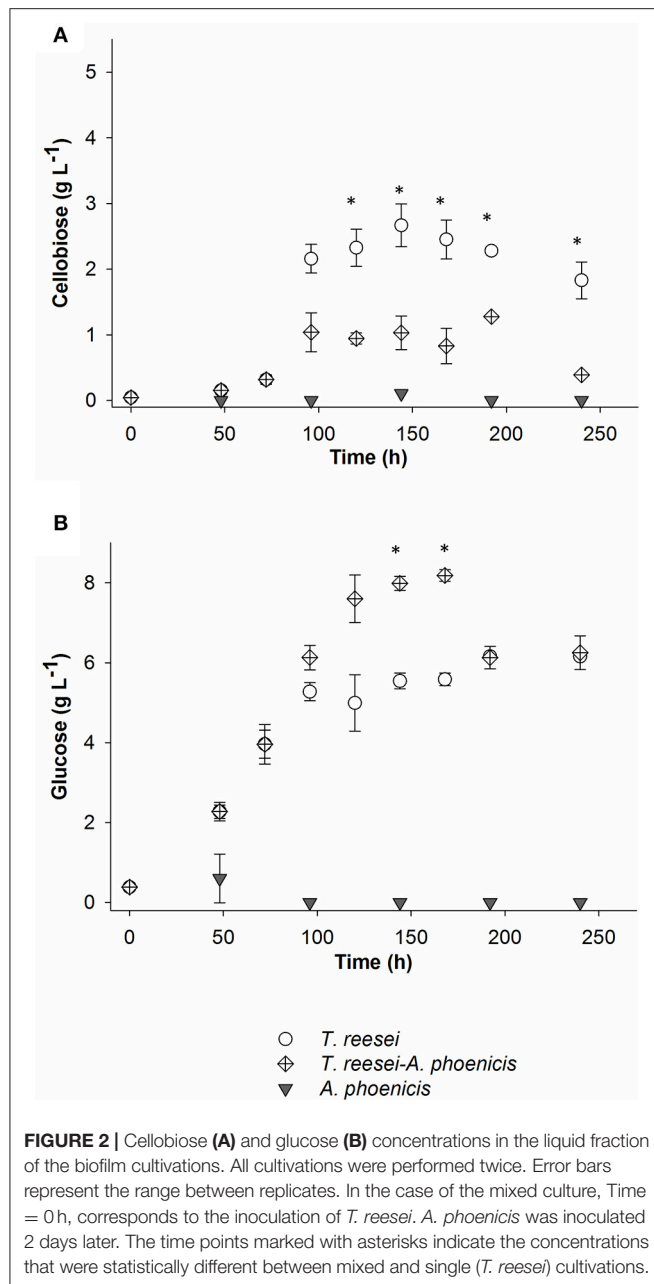 A
5
4
3
2
1
0
Cellobiose (g L⁻¹)
* * * * *
0 50 100 150 200 250
Time (h)
B
8
6
4
2
0
Glucose (g L⁻¹)
* *
0 50 100 150 200 250
Time (h)
T. reesei
T. reesei-A. phoenicis
A. phoenicis
FIGURE 2 | Cellobiose (A) and glucose (B) concentrations in the liquid fraction
of the biofilm cultivations. All cultivations were performed twice. Error bars
represent the range between replicates. In the case of the mixed culture, Time
= 0 h, corresponds to the inoculation of T. reesei. A. phoenicis was inoculated
2 days later. The time points marked with asterisks indicate the concentrations
that were statistically different between mixed and single (T. reesei) cultivations.